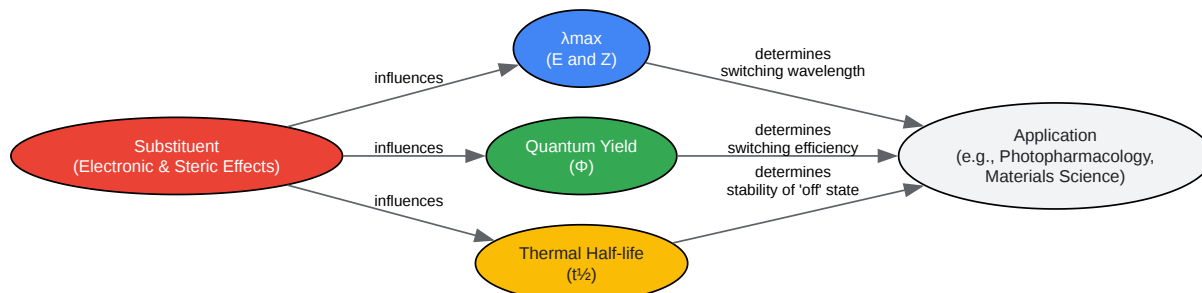 λmax
(E and Z)
determines
switching wavelength
influences
Substituent
(Electronic & Steric Effects)
influences
Quantum Yield
(Φ)
determines
switching efficiency
Application
(e.g., Photopharmacology,
Materials Science)
determines
stability of 'off' state
influences
Thermal Half-life
(t½)